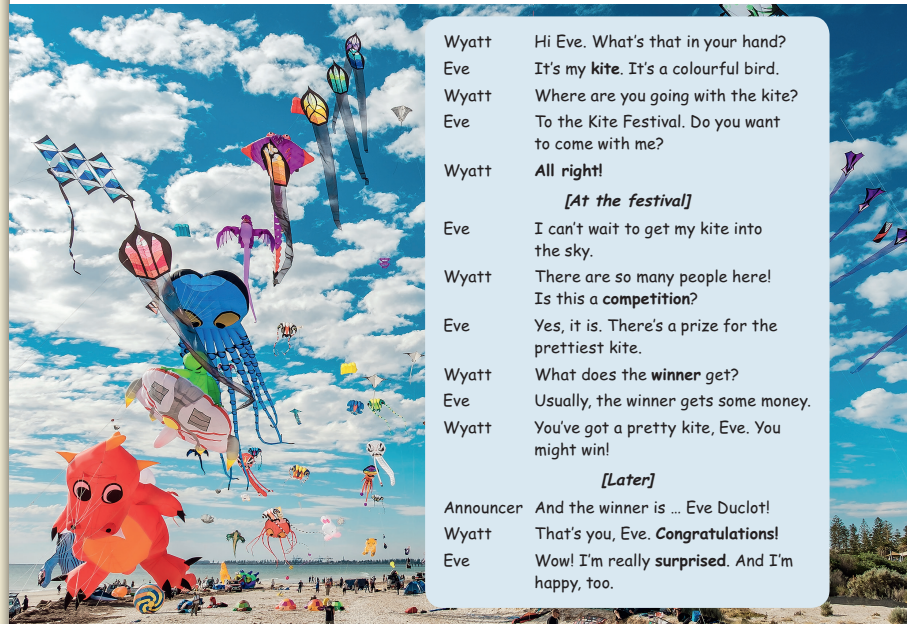 Wyatt Hi Eve. What's that in your hand?
Eve It's my kite. It's a colourful bird.
Wyatt Where are you going with the kite?
Eve To the Kite Festival. Do you want
to come with me?
Wyatt All right!
[At the festival]
Eve I can't wait to get my kite into
the sky.
Wyatt There are so many people here!
Is this a competition?
Eve Yes, it is. There's a prize for the
prettiest kite.
Wyatt What does the winner get?
Eve Usually, the winner gets some money.
Wyatt You've got a pretty kite, Eve. You
might win!
[Later]
Announcer And the winner is ... Eve Duclot!
Wyatt That's you, Eve. Congratulations!
Eve Wow! I'm really surprised. And I'm
happy, too.